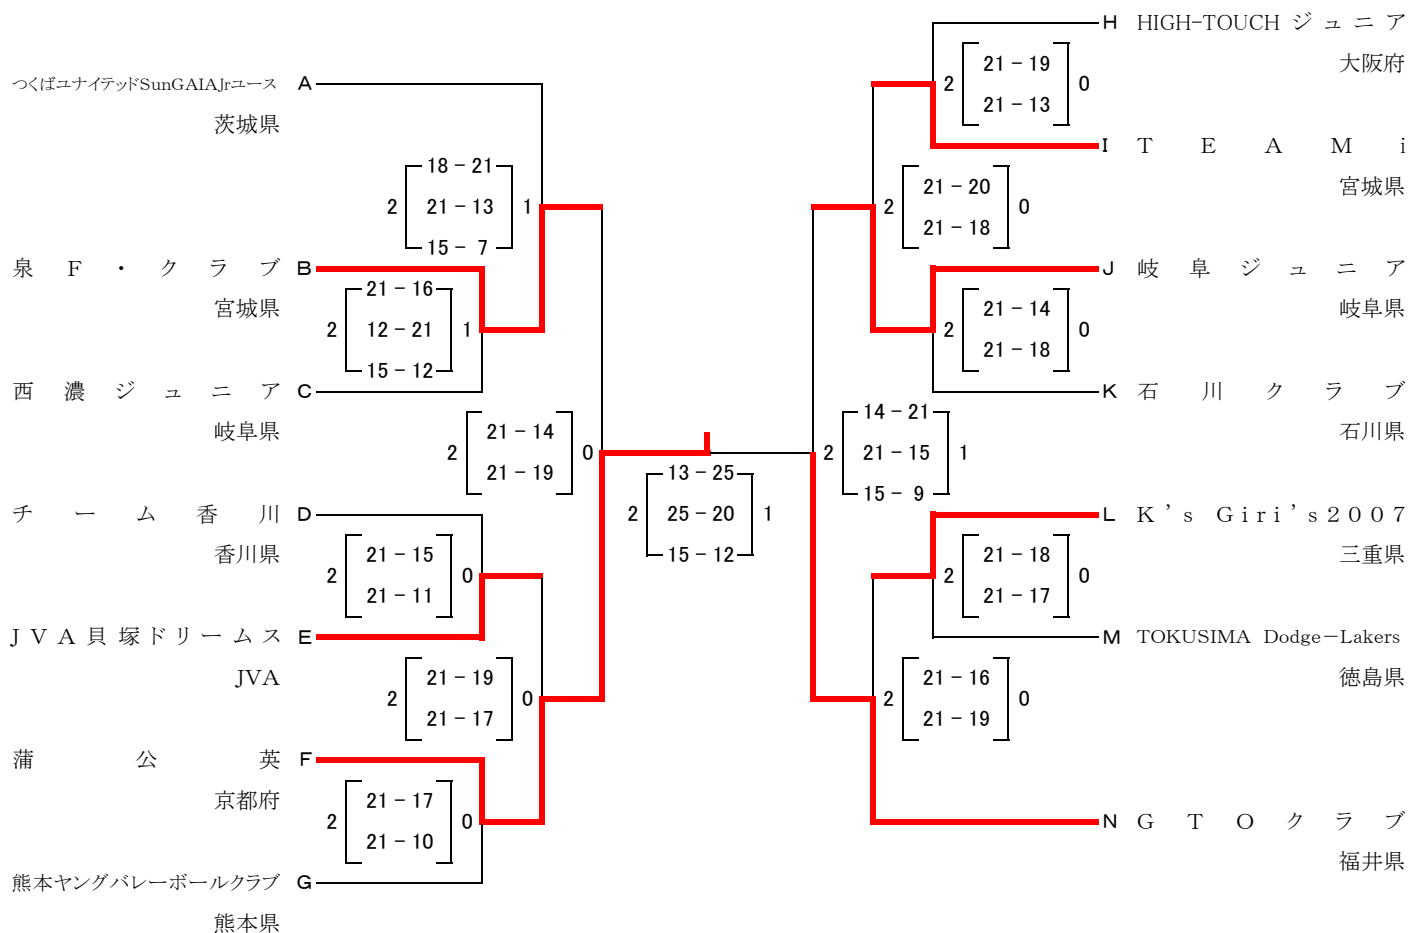 つくばユナイテッドSunGAIAJrユース A
茨城県
18 - 21
2 21 - 13 1
15 - 7
泉F・クラブ B
宮城県
21 - 16
2 12 - 21 1
15 - 12
西濃ジュニア C
岐阜県
21 - 14
2 0
21 - 19
チーム香川 D
香川県
21 - 15
2 0
21 - 11
JVA貝塚ドリームス E
JVA
21 - 19
2 0
21 - 17
蒲公英 F
京都府
21 - 17
2 0
21 - 10
熊本ヤングバレーボールクラブ G
熊本県
13 - 25
2 25 - 20 1
15 - 12
H HIGH-TOUCH ジュニア
大阪府
21 - 19
2 0
21 - 13
I TEAMi
宮城県
21 - 20
2 0
21 - 18
J 岐阜ジュニア
岐阜県
21 - 14
2 0
21 - 18
K 石川クラブ
石川県
14 - 21
2 21 - 15 1
15 - 9
L K's Giri's2007
三重県
21 - 18
2 0
21 - 17
M TOKUSIMA Dodge-Lakers
徳島県
21 - 16
2 0
21 - 19
N GTOクラブ
福井県